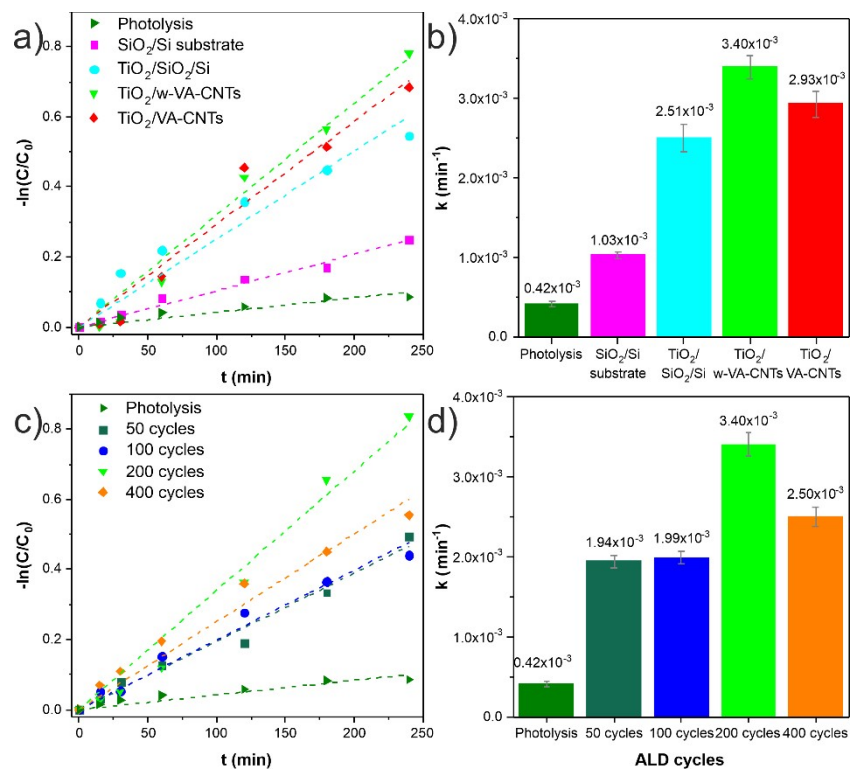 a)
Photolysis
SiO₂/Si substrate
TiO₂/SiO₂/Si
TiO₂/w-VA-CNTs
TiO₂/VA-CNTs
-0.8
0.6
0.4
0.2
0.0
-ln(C/C₀)
0 50 100 150 200 250
t (min)
b)
4.0x10⁻³
3.0x10⁻³
2.0x10⁻³
1.0x10⁻³
0.0
k (min⁻¹)
0.42x10⁻³
1.03x10⁻³
2.51x10⁻³
3.40x10⁻³
2.93x10⁻³
Photolysis SiO₂/Si TiO₂/ TiO₂/ TiO₂/
substrate SiO₂/Si w-VA-CNTs VA-CNTs
c)
Photolysis
50 cycles
100 cycles
200 cycles
400 cycles
-0.8
0.6
0.4
0.2
0.0
-ln(C/C₀)
0 50 100 150 200 250
t (min)
d)
4.0x10⁻³
3.0x10⁻³
2.0x10⁻³
1.0x10⁻³
0.0
k (min⁻¹)
0.42x10⁻³
1.94x10⁻³
1.99x10⁻³
3.40x10⁻³
2.50x10⁻³
Photolysis 50 cycles 100 cycles 200 cycles 400 cycles
ALD cycles